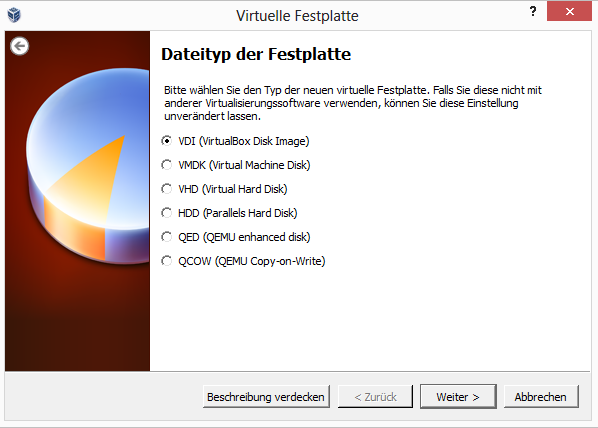 Virtuelle Festplatte
?
Dateityp der Festplatte
Bitte wählen Sie den Typ der neuen virtuelle Festplatte. Falls Sie diese nicht mit
anderer Virtualisierungssoftware verwenden, können Sie diese Einstellung
unverändert lassen.
VDI (VirtualBox Disk Image)
VMDK (Virtual Machine Disk)
VHD (Virtual Hard Disk)
HDD (Parallels Hard Disk)
QED (QEMU enhanced disk)
QCOW (QEMU Copy-on-Write)
Beschreibung verdecken
< Zurück
Weiter >
Abbrechen